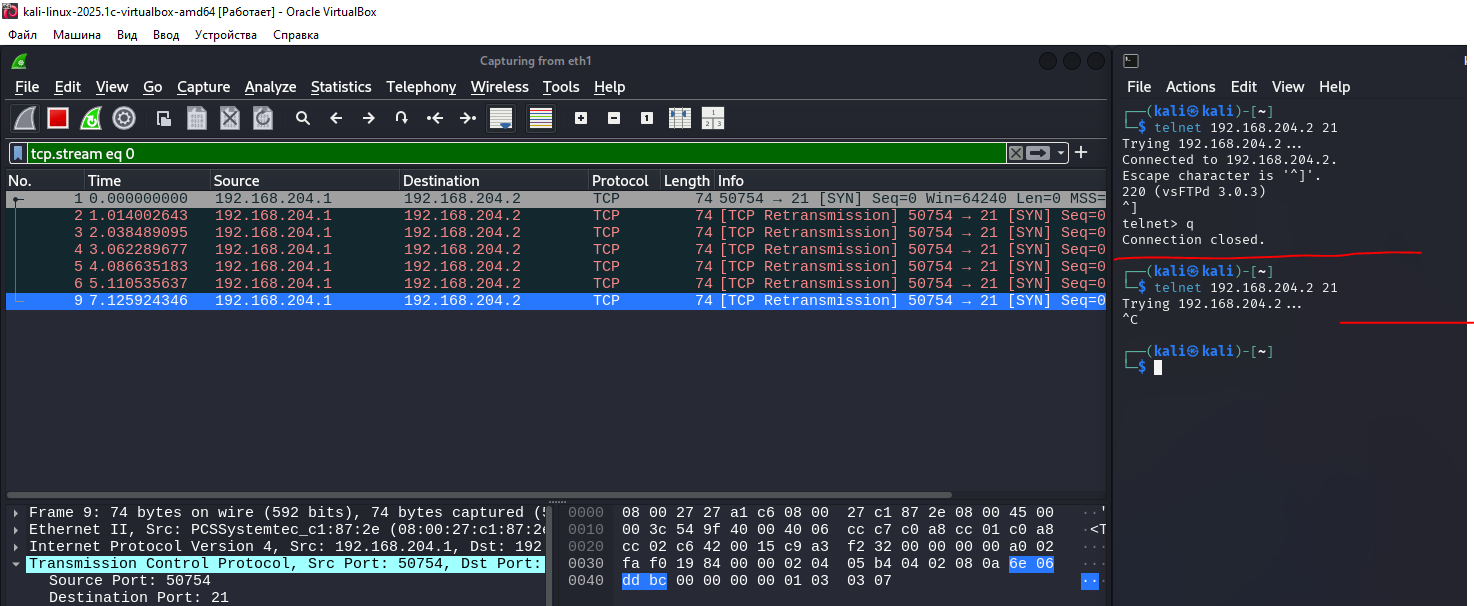 kali-linux-2025.1c-virtualbox-amd64 [Работает] - Oracle VirtualBox
Файл Машина Вид Ввод Устройства Справка
Capturing from eth1
File Edit View Go Capture Analyze Statistics Telephony Wireless Tools Help
tcp.stream eq 0
No. Time Source Destination Protocol Length Info
1 0.000000000 192.168.204.1 192.168.204.2 TCP 74 50754 → 21 [SYN] Seq=0 Win=64240 Len=0 MSS=
2 1.014002643 192.168.204.1 192.168.204.2 TCP 74 [TCP Retransmission] 50754 → 21 [SYN] Seq=0
3 2.038489095 192.168.204.1 192.168.204.2 TCP 74 [TCP Retransmission] 50754 → 21 [SYN] Seq=0
4 3.062289677 192.168.204.1 192.168.204.2 TCP 74 [TCP Retransmission] 50754 → 21 [SYN] Seq=0
5 4.086635183 192.168.204.1 192.168.204.2 TCP 74 [TCP Retransmission] 50754 → 21 [SYN] Seq=0
6 5.110535637 192.168.204.1 192.168.204.2 TCP 74 [TCP Retransmission] 50754 → 21 [SYN] Seq=0
9 7.125924346 192.168.204.1 192.168.204.2 TCP 74 [TCP Retransmission] 50754 → 21 [SYN] Seq=0
Frame 9: 74 bytes on wire (592 bits), 74 bytes captured (5
Ethernet II, Src: PCSSystemtec_c1:87:2e (08:00:27:c1:87:2e
Internet Protocol Version 4, Src: 192.168.204.1, Dst: 192
Transmission Control Protocol, Src Port: 50754, Dst Port:
Source Port: 50754
Destination Port: 21
0000 08 00 27 27 a1 c6 08 00 27 c1 87 2e 08 00 45 00 ··'
0010 00 3c 54 9f 40 00 40 06 cc c7 c0 a8 cc 01 c0 a8 ·<T
0020 cc 02 c6 42 00 15 c9 a3 f2 32 00 00 00 00 a0 02 ···
0030 fa f0 19 84 00 00 02 04 05 b4 04 02 08 0a 6e 06 ···
0040 dd bc 00 00 00 00 01 03 03 07 ··
File Actions Edit View Help
┌──(kali㉿kali)-[~]
└─$ telnet 192.168.204.2 21
Trying 192.168.204.2...
Connected to 192.168.204.2.
Escape character is '^]'.
220 (vsFTPd 3.0.3)
^]
telnet> q
Connection closed.
┌──(kali㉿kali)-[~]
└─$ telnet 192.168.204.2 21
Trying 192.168.204.2...
^C
┌──(kali㉿kali)-[~]
└─$